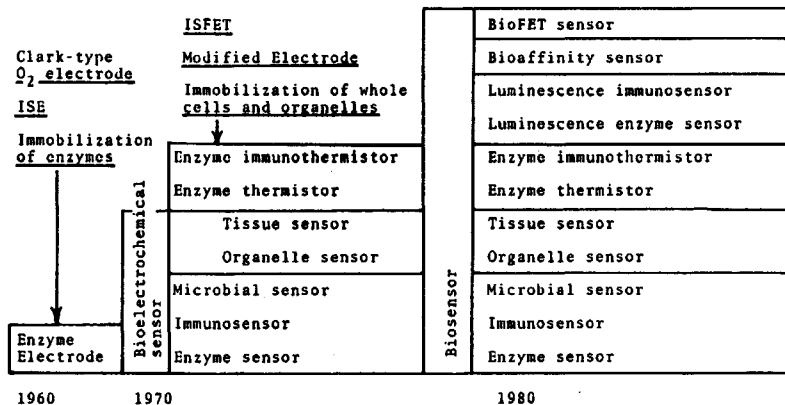 Clark-type
O2 electrode
ISE
Immobilization
of enzymes
Enzyme
Electrode
1960
Bioelectrochemical
sensor
1970
ISFET
Modified Electrode
Immobilization of whole
cells and organelles
Enzyme immunothermistor
Enzyme thermistor
Tissue sensor
Organelle sensor
Microbial sensor
Immunosensor
Enzyme sensor
Biosensor
BioFET sensor
Bioaffinity sensor
Luminescence immunosensor
Luminescence enzyme sensor
Enzyme immunothermistor
Enzyme thermistor
Tissue sensor
Organelle sensor
Microbial sensor
Immunosensor
Enzyme sensor
1980